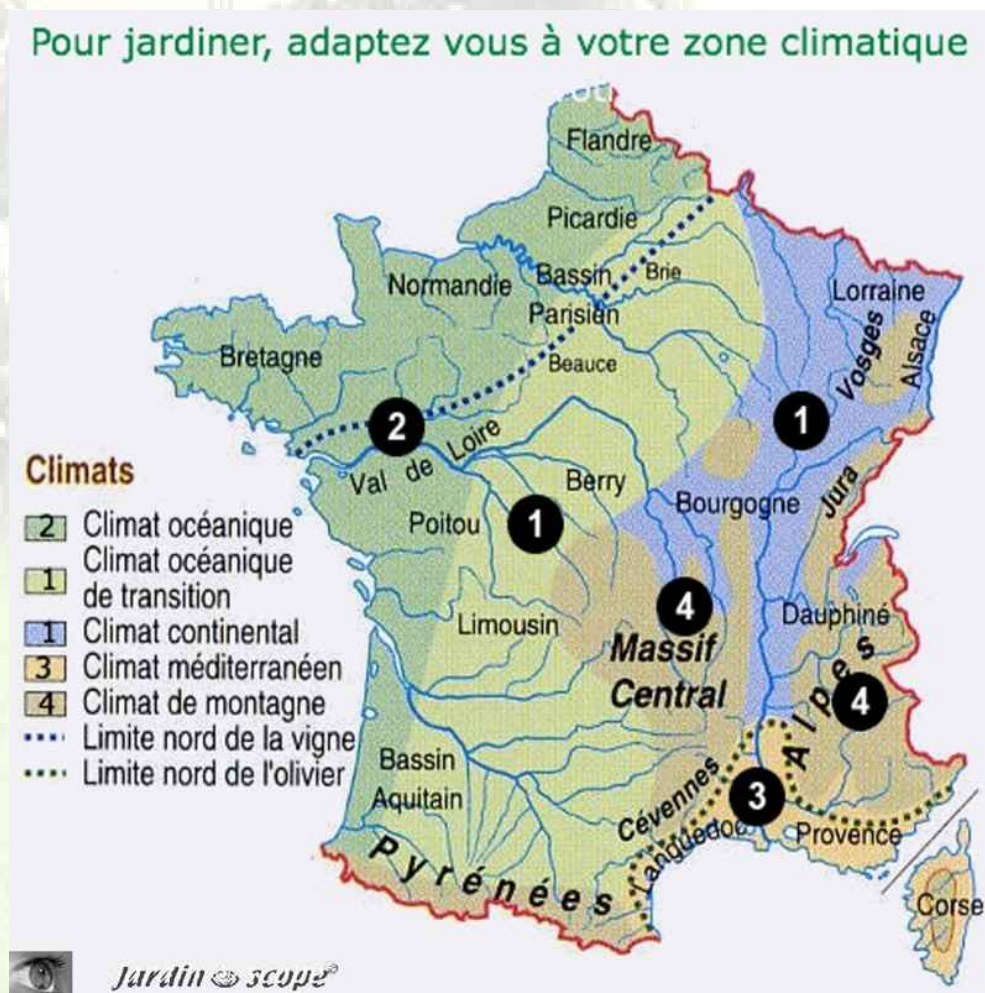 Pour jardiner, adaptez vous à votre zone climatique
Flandre
Picardie
Normandie
Bassin
Parisien
Brie
Lorraine
Vosges
Alsace
Bretagne
Beauce
2
1
Val de Loire
Berry
Bourgogne
Jura
Poitou
1
Climats
2 Climat océanique
1 Climat océanique
de transition
1 Climat continental
3 Climat méditerranéen
4 Climat de montagne
Limite nord de la vigne
Limite nord de l'olivier
Limousin
4
Massif
Central
Dauphiné
Alpes
4
Bassin
Aquitain
Cévennes
3
Languedoc
Provence
Pyrénées
Corse
Jardin scope®